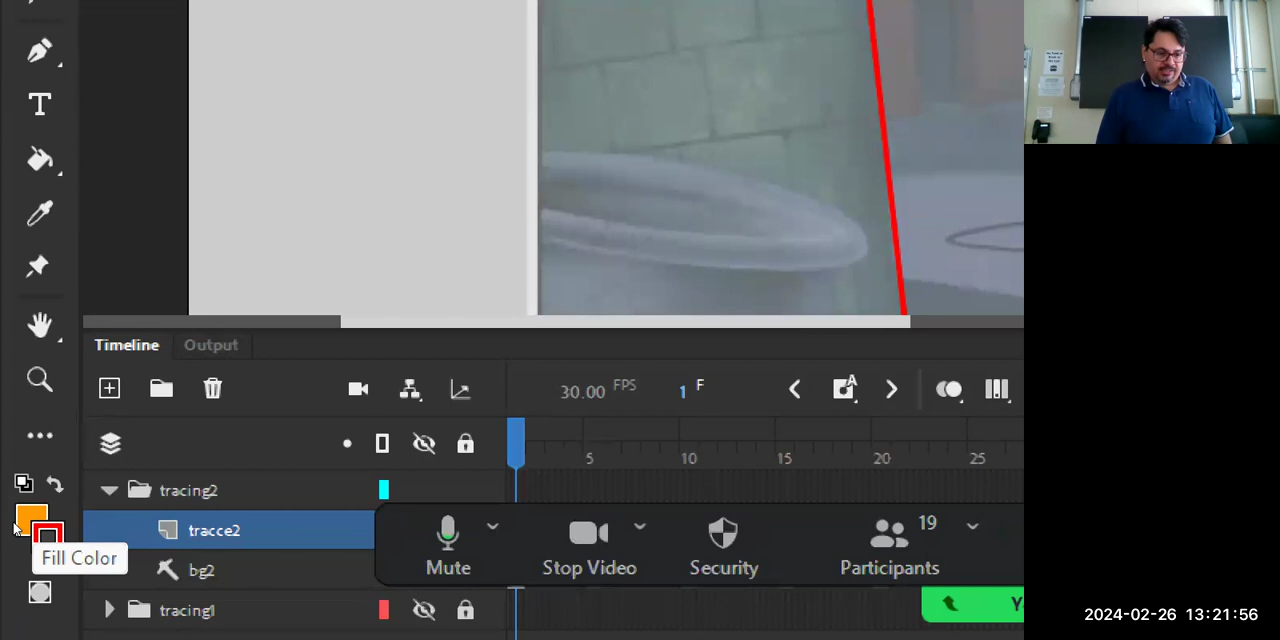 Timeline
Output
30.00 FPS
1 F
5 10 15 20 25
tracing2
tracce2
Fill Color
bg2
tracing1
Mute
Stop Video
Security
19
Participants
2024-02-26 13:21:56